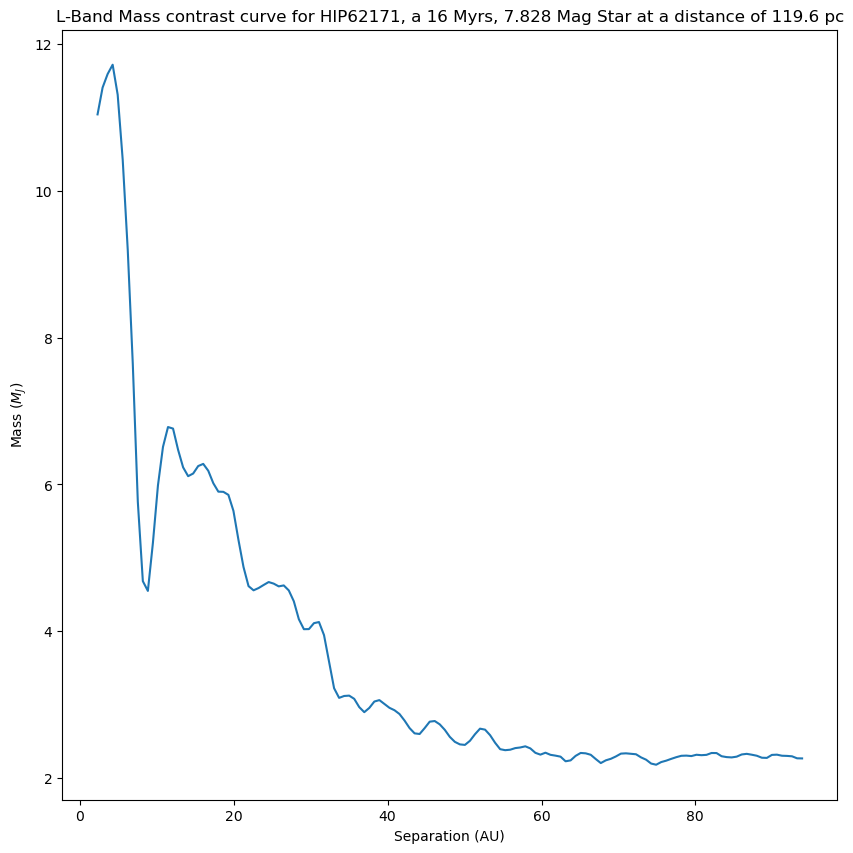 L-Band Mass contrast curve for HIP62171, a 16 Myrs, 7.828 Mag Star at a distance of 119.6 pc
12
10
8
6
4
2
Mass (M_J)
0 20 40 60 80
Separation (AU)